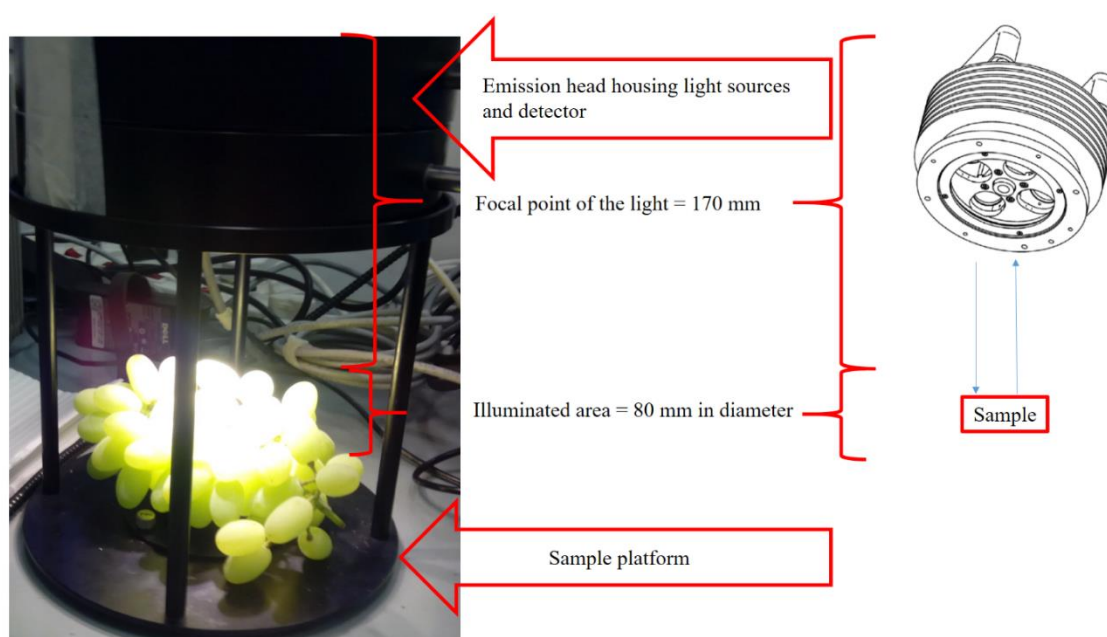 Emission head housing light sources
and detector
Focal point of the light = 170 mm
Illuminated area = 80 mm in diameter
Sample
Sample platform
DELL